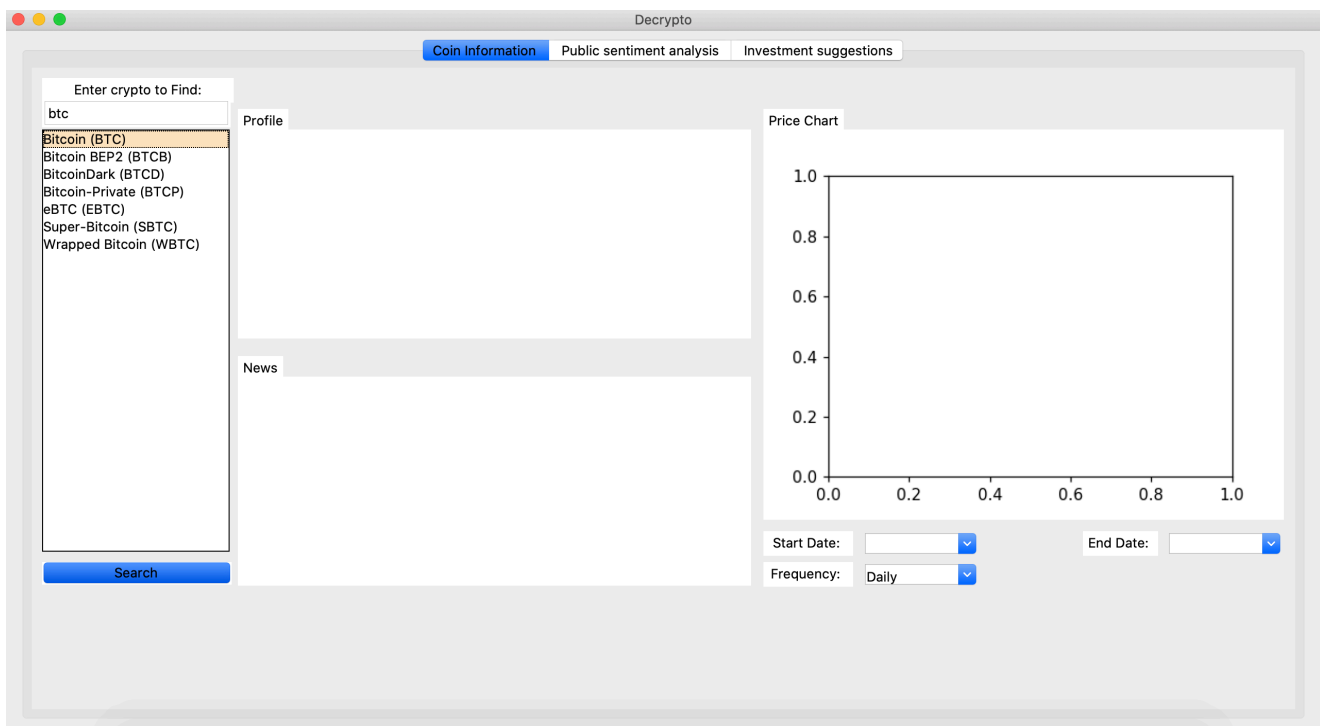 Decrypto
Coin Information Public sentiment analysis Investment suggestions
Enter crypto to Find:
btc
Bitcoin (BTC)
Bitcoin BEP2 (BTCB)
BitcoinDark (BTCD)
Bitcoin-Private (BTCP)
eBTC (EBTC)
Super-Bitcoin (SBTC)
Wrapped Bitcoin (WBTC)
Search
Profile
News
Price Chart
1.0
0.8
0.6
0.4
0.2
0.0
0.0 0.2 0.4 0.6 0.8 1.0
Start Date: End Date:
Frequency: Daily